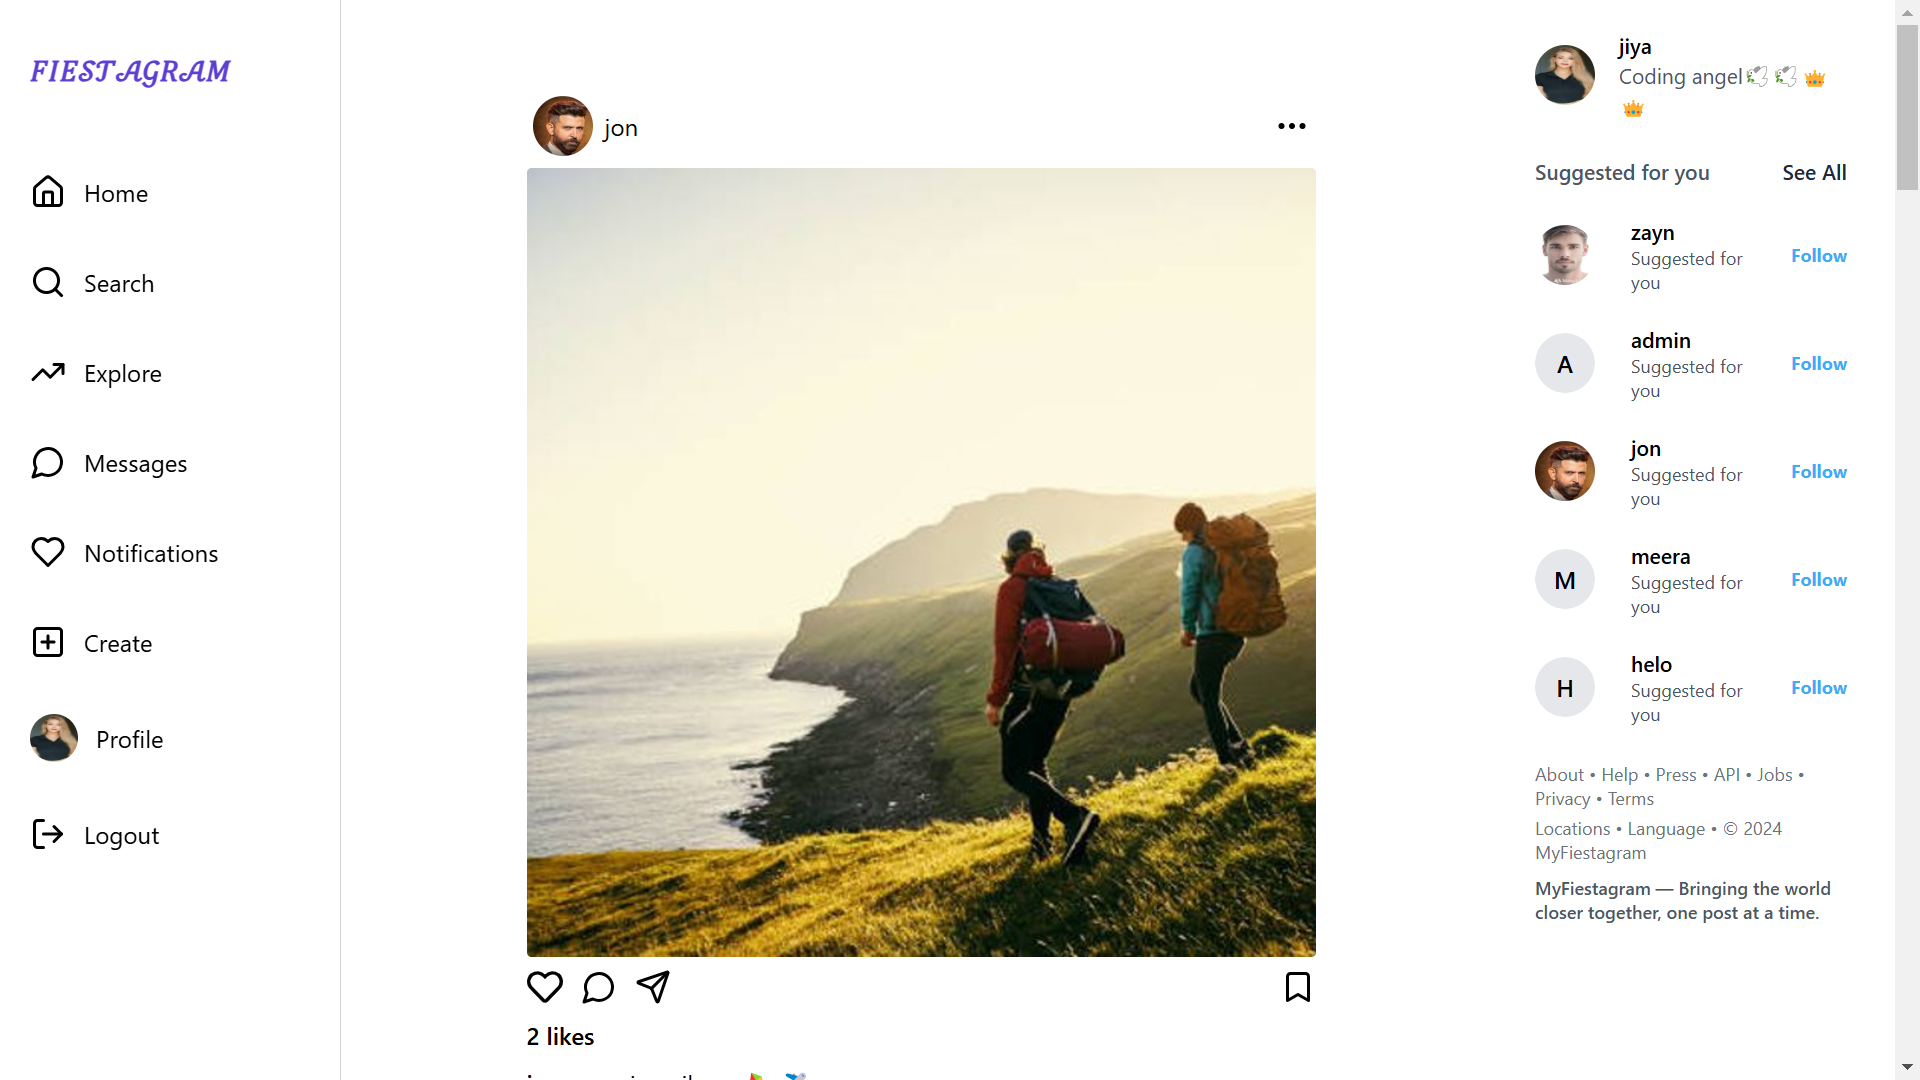 FIESTAGRAM
Home
Search
Explore
Messages
Notifications
Create
Profile
Logout
jon
2 likes
jiya
Coding angel🕊️ 🕊️ 👑
👑
Suggested for you
See All
zayn
Suggested for
you
Follow
A
admin
Suggested for
you
Follow
jon
Suggested for
you
Follow
M
meera
Suggested for
you
Follow
H
helo
Suggested for
you
Follow
About • Help • Press • API • Jobs •
Privacy • Terms
Locations • Language • © 2024
MyFiestagram
MyFiestagram — Bringing the world
closer together, one post at a time.